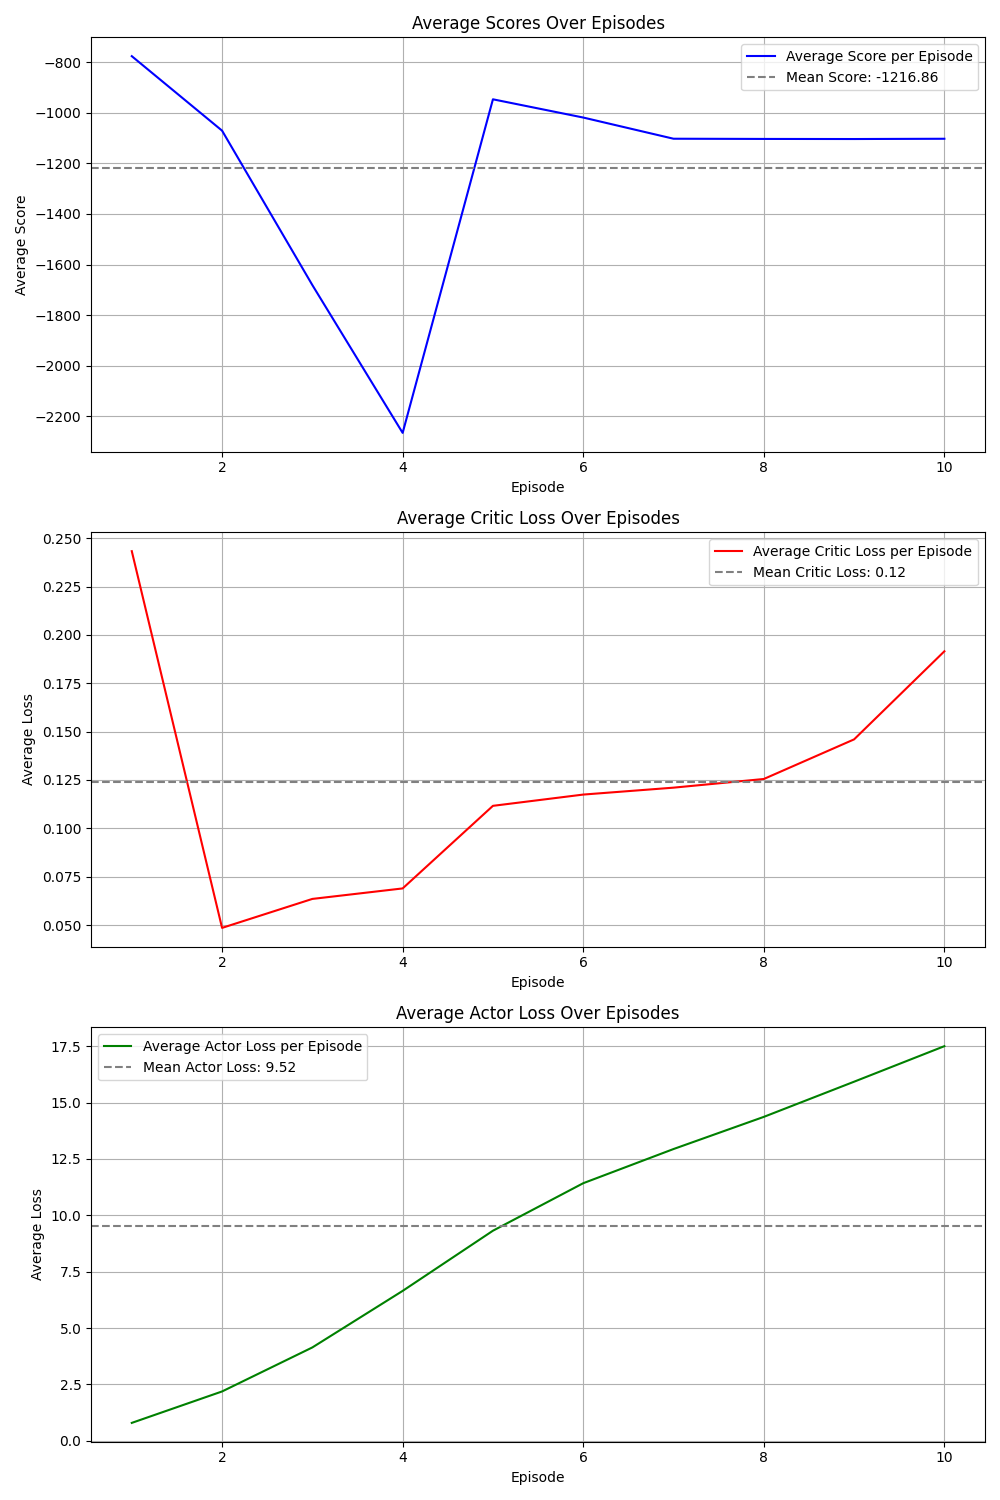 Average Scores Over Episodes
Average Score per Episode
Mean Score: -1216.86
−800
−1000
−1200
−1400
−1600
−1800
−2000
−2200
Average Score
2 4 6 8 10
Episode
Average Critic Loss Over Episodes
Average Critic Loss per Episode
Mean Critic Loss: 0.12
0.250
0.225
0.200
0.175
0.150
0.125
0.100
0.075
0.050
Average Loss
2 4 6 8 10
Episode
Average Actor Loss Over Episodes
Average Actor Loss per Episode
Mean Actor Loss: 9.52
17.5
15.0
12.5
10.0
7.5
5.0
2.5
0.0
Average Loss
2 4 6 8 10
Episode